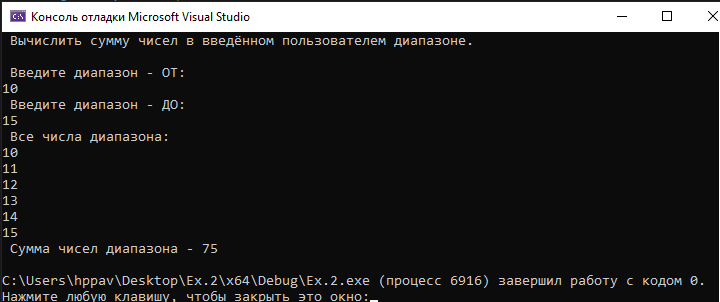 Консоль отладки Microsoft Visual Studio
Вычислить сумму чисел в введённом пользователем диапазоне.
Введите диапазон - ОТ:
10
Введите диапазон - ДО:
15
Все числа диапазона:
10
11
12
13
14
15
Сумма чисел диапазона - 75
C:\Users\hppav\Desktop\Ex.2\x64\Debug\Ex.2.exe (процесс 6916) завершил работу с кодом 0.
Нажмите любую клавишу, чтобы закрыть это окно: